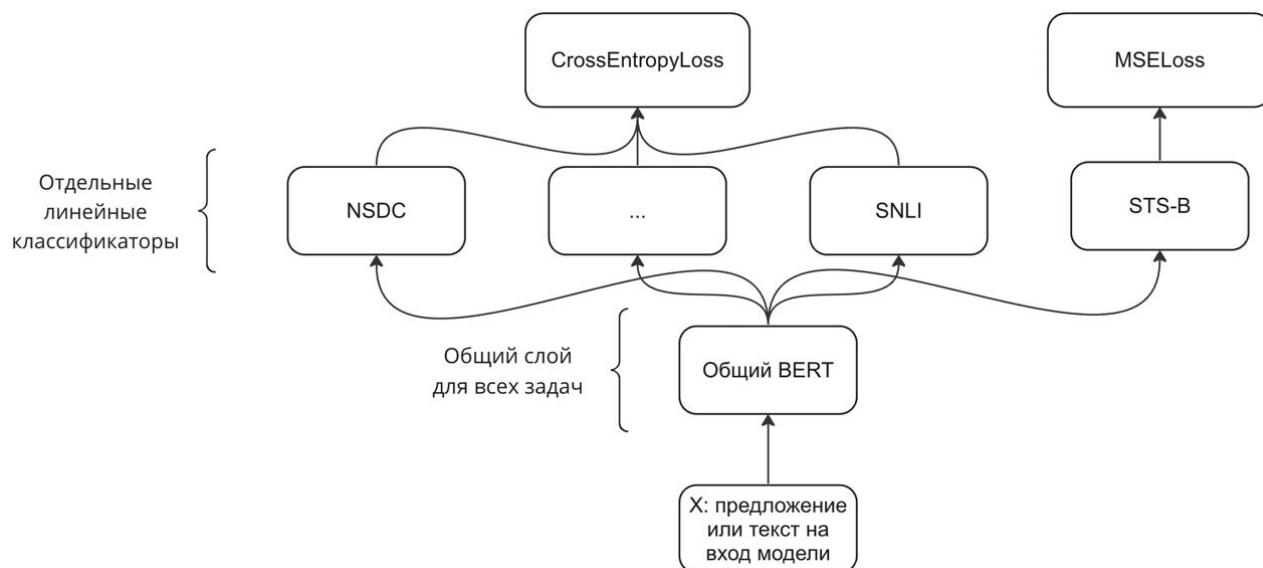 CrossEntropyLoss
MSELoss
Отдельные
линейные
классификаторы
NSDC
...
SNLI
STS-B
Общий слой
для всех задач
Общий BERT
X: предложение
или текст на
вход модели